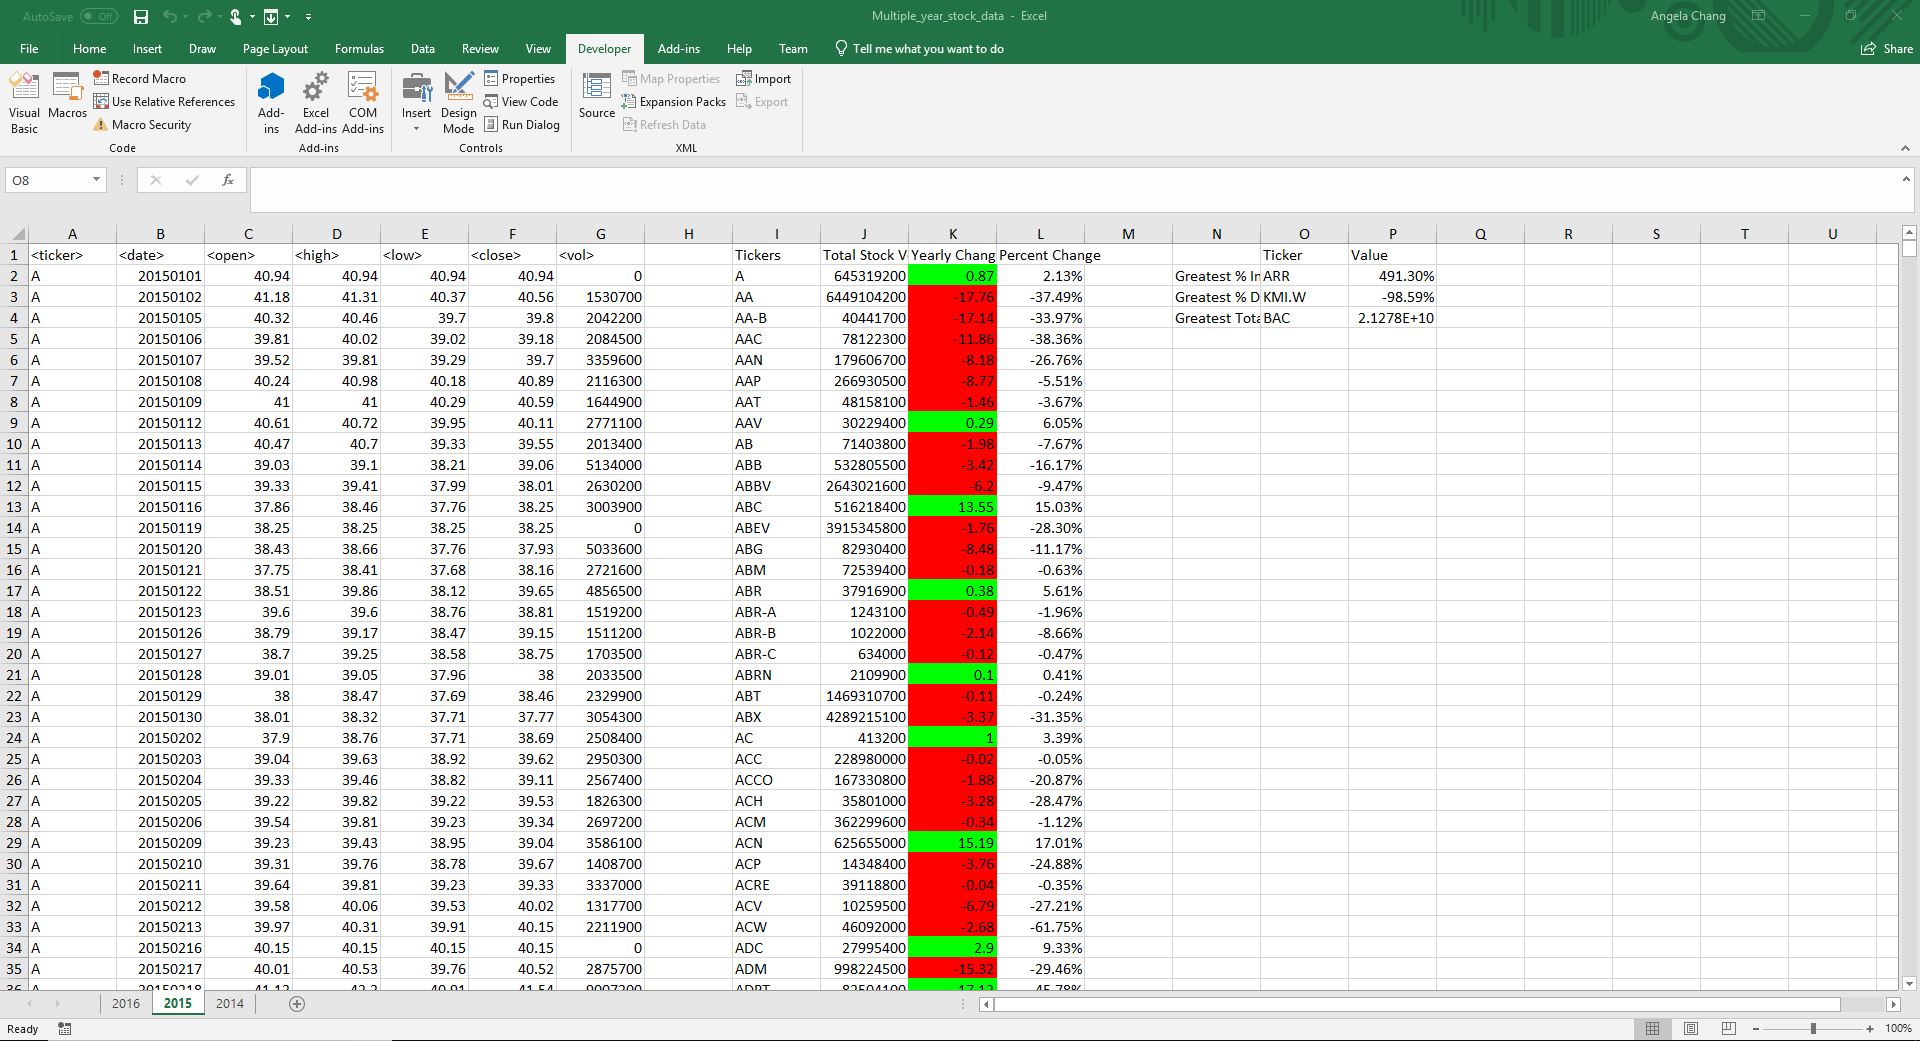 AutoSave Off Multiple_year_stock_data - Excel Angela Chang
File Home Insert Draw Page Layout Formulas Data Review View Developer Add-ins Help Team Tell me what you want to do Share
Visual Basic
Macros
Record Macro
Use Relative References
Macro Security
Code
Add-ins
Excel Add-ins
COM Add-ins
Add-ins
Insert
Design Mode
Properties
View Code
Run Dialog
Controls
Source
Map Properties
Expansion Packs
Refresh Data
Import
Export
XML
O8 fx
A B C D E F G H I J K L M N O P Q R S T U
1 <ticker> <date> <open> <high> <low> <close> <vol> Tickers Total Stock V Yearly Chang Percent Change Ticker Value
2 A 20150101 40.94 40.94 40.94 40.94 0 A 645319200 0.87 2.13% Greatest % In ARR 491.30%
3 A 20150102 41.18 41.31 40.37 40.56 1530700 AA 6449104200 -17.76 -37.49% Greatest % D KMI.W -98.59%
4 A 20150105 40.32 40.46 39.7 39.8 2042200 AA-B 40441700 -17.14 -33.97% Greatest Tota BAC 2.1278E+10
5 A 20150106 39.81 40.02 39.02 39.18 2084500 AAC 78122300 -11.86 -38.36%
6 A 20150107 39.52 39.81 39.29 39.7 3359600 AAN 179606700 -8.18 -26.76%
7 A 20150108 40.24 40.98 40.18 40.89 2116300 AAP 266930500 -8.77 -5.51%
8 A 20150109 41 41 40.29 40.59 1644900 AAT 48158100 -1.46 -3.67%
9 A 20150112 40.61 40.72 39.95 40.11 2771100 AAV 30229400 0.29 6.05%
10 A 20150113 40.47 40.7 39.33 39.55 2013400 AB 71403800 -1.98 -7.67%
11 A 20150114 39.03 39.1 38.21 39.06 5134000 ABB 532805500 -3.42 -16.17%
12 A 20150115 39.33 39.41 37.99 38.01 2630200 ABBV 2643021600 -6.2 -9.47%
13 A 20150116 37.86 38.46 37.76 38.25 3003900 ABC 516218400 13.55 15.03%
14 A 20150119 38.25 38.25 38.25 38.25 0 ABEV 3915345800 -1.76 -28.30%
15 A 20150120 38.43 38.66 37.76 37.93 5033600 ABG 82930400 -8.48 -11.17%
16 A 20150121 37.75 38.41 37.68 38.16 2721600 ABM 72539400 -0.18 -0.63%
17 A 20150122 38.51 39.86 38.12 39.65 4856500 ABR 37916900 0.38 5.61%
18 A 20150123 39.6 39.6 38.76 38.81 1519200 ABR-A 1243100 -0.49 -1.96%
19 A 20150126 38.79 39.17 38.47 39.15 1511200 ABR-B 1022000 -2.14 -8.66%
20 A 20150127 38.7 39.25 38.58 38.75 1703500 ABR-C 634000 -0.12 -0.47%
21 A 20150128 39.01 39.05 37.96 38 2033500 ABRN 2109900 0.1 0.41%
22 A 20150129 38 38.47 37.69 38.46 2329900 ABT 1469310700 -0.11 -0.24%
23 A 20150130 38.01 38.32 37.71 37.77 3054300 ABX 4289215100 -3.37 -31.35%
24 A 20150202 37.9 38.76 37.71 38.69 2508400 AC 413200 1 3.39%
25 A 20150203 39.04 39.63 38.92 39.62 2950300 ACC 228980000 -0.02 -0.05%
26 A 20150204 39.33 39.46 38.82 39.11 2567400 ACCO 167330800 -1.88 -20.87%
27 A 20150205 39.22 39.82 39.22 39.53 1826300 ACH 35801000 -3.28 -28.47%
28 A 20150206 39.54 39.81 39.23 39.34 2697200 ACM 362299600 -0.34 -1.12%
29 A 20150209 39.23 39.43 38.95 39.04 3586100 ACN 625655000 15.19 17.01%
30 A 20150210 39.31 39.76 38.78 39.67 1408700 ACP 14348400 -3.76 -24.88%
31 A 20150211 39.64 39.81 39.23 39.33 3337000 ACRE 39118800 -0.04 -0.35%
32 A 20150212 39.58 40.06 39.53 40.02 1317700 ACV 10259500 -6.79 -27.21%
33 A 20150213 39.97 40.31 39.91 40.15 2211900 ACW 46092000 -2.68 -61.75%
34 A 20150216 40.15 40.15 40.15 40.15 0 ADC 27995400 2.9 9.33%
35 A 20150217 40.01 40.53 39.76 40.52 2875700 ADM 998224500 -15.32 -29.46%
2016 2015 2014
Ready 100%